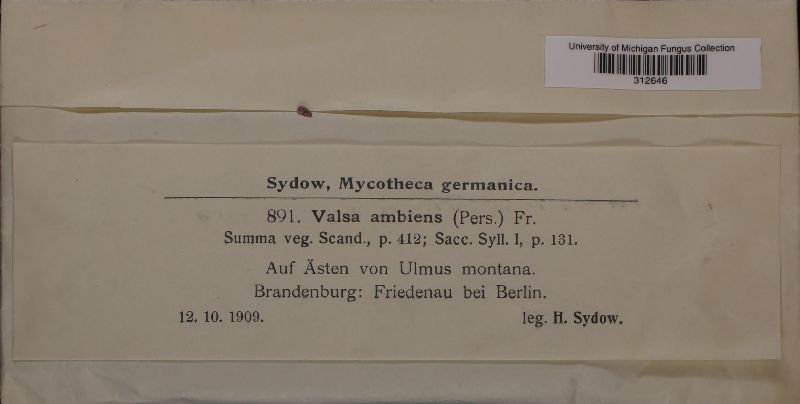 University of Michigan Fungus Collection
312646
Sydow, Mycotheca germanica.
891. Valsa ambiens (Pers.) Fr.
Summa veg. Scand., p. 412; Sacc. Syll. I, p. 131.
Auf Ästen von Ulmus montana.
Brandenburg: Friedenau bei Berlin.
12. 10. 1909. leg. H. Sydow.